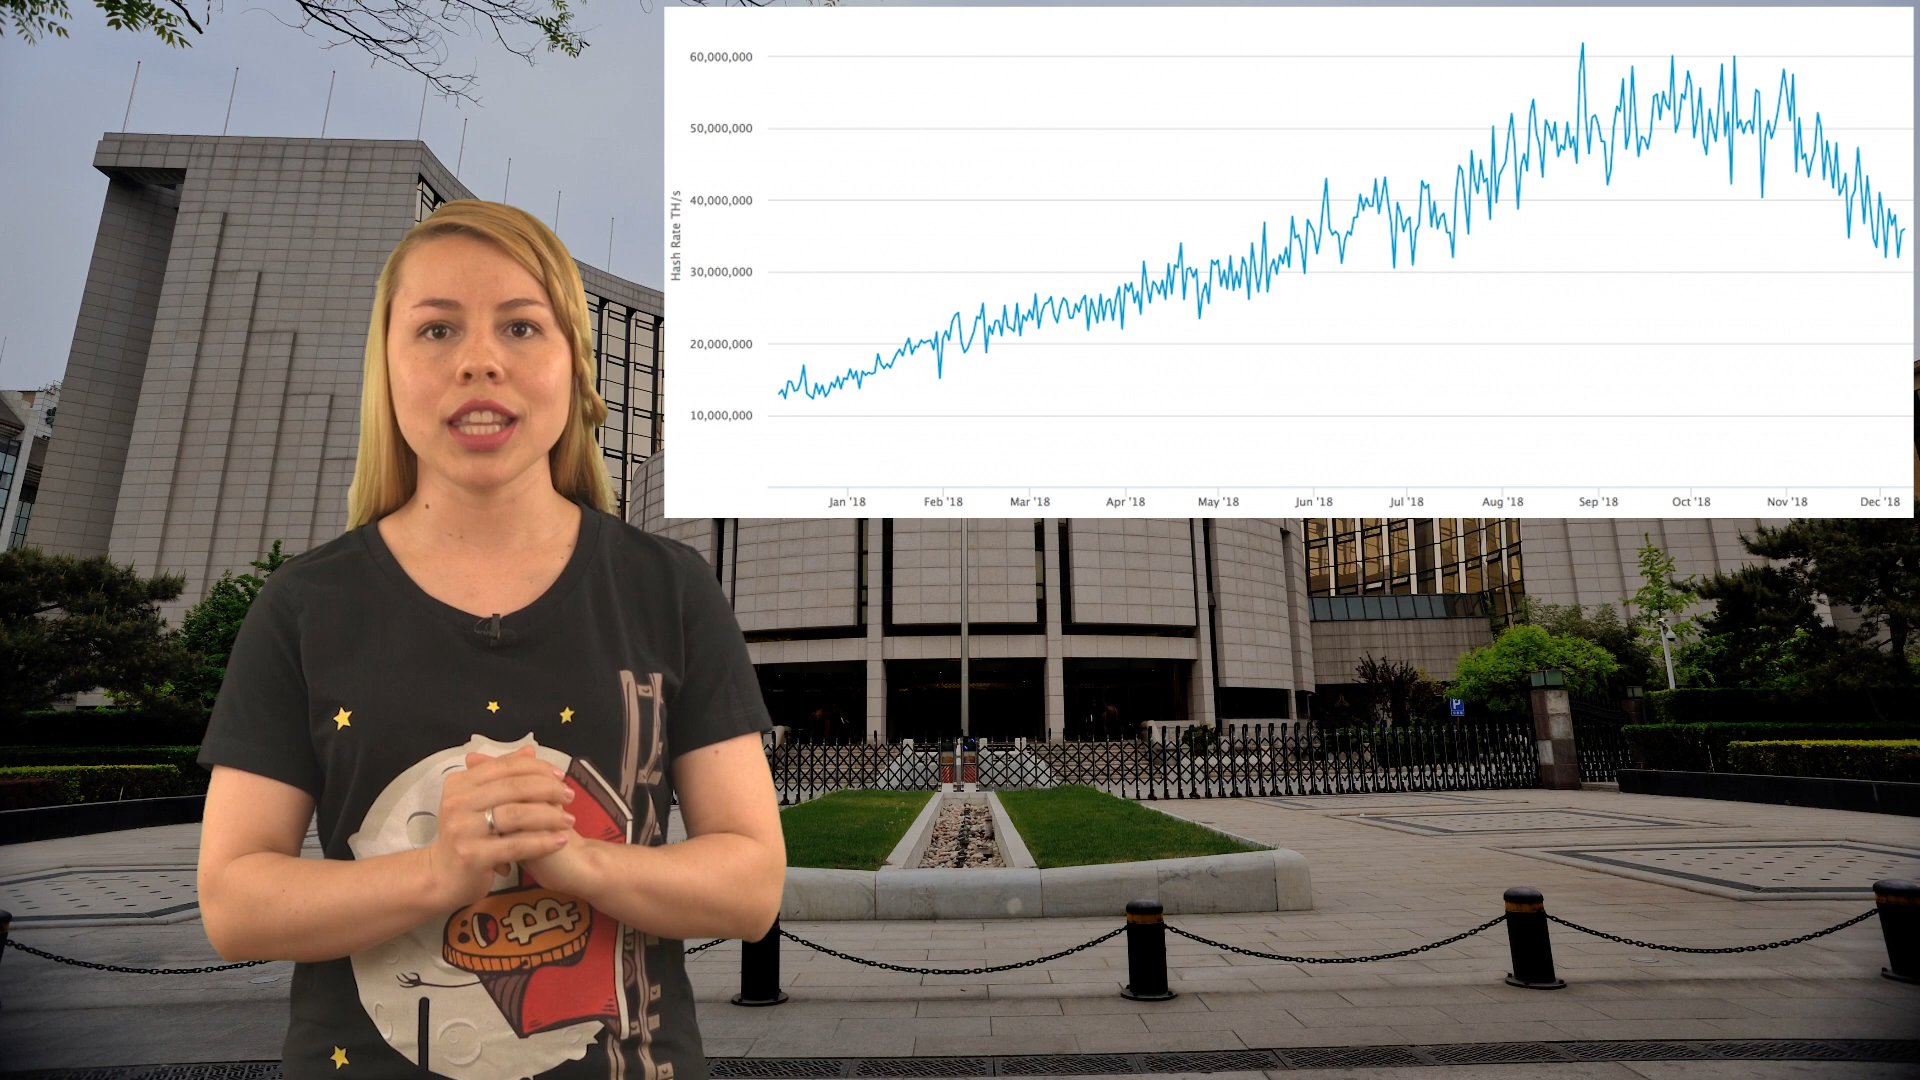 60,000,000
50,000,000
40,000,000
30,000,000
20,000,000
10,000,000
Hash Rate TH/s
Jan '18 Feb '18 Mar '18 Apr '18 May '18 Jun '18 Jul '18 Aug '18 Sep '18 Oct '18 Nov '18 Dec '18
P